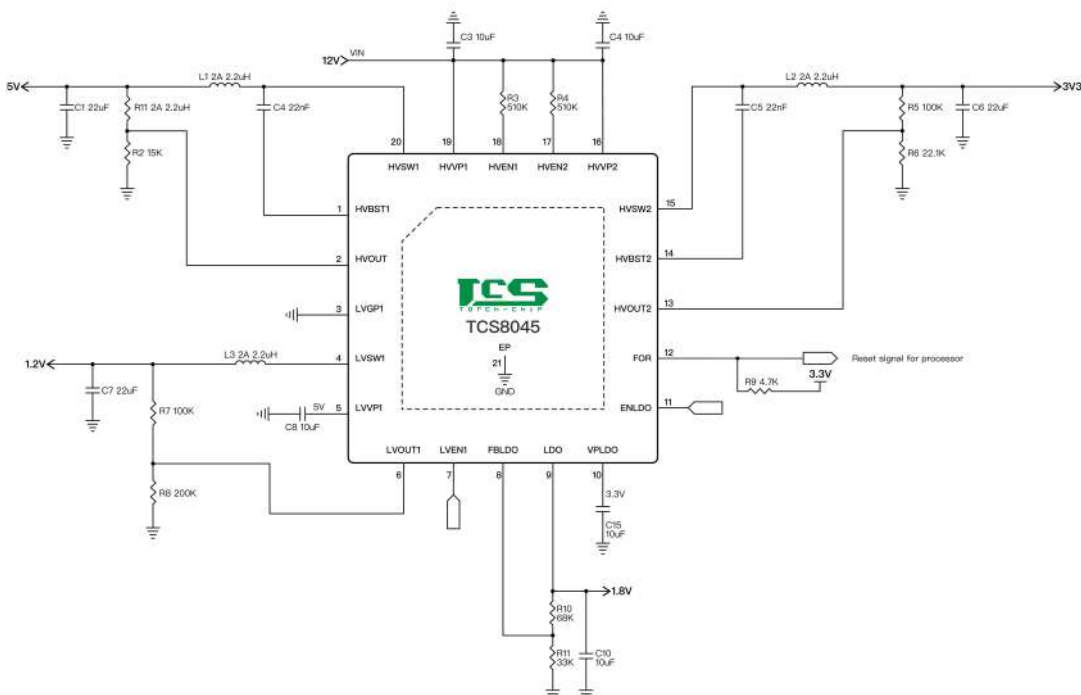 C3 10uF
C4 10uF
VIN
12V
L1 2A 2.2uH
L2 2A 2.2uH
5V
3V3
C1 22uF
R11 2A 2.2uH
C4 22nF
R3
510K
R4
510K
C5 22nF
R5 100K
C6 22uF
R2 15K
R6 22.1K
20
19
18
17
16
HVSW1
HVVP1
HVEN1
HVEN2
HVVP2
15
HVSW2
1
HVBST1
14
HVBST2
2
HVOUT
13
HVOUT2
TCS
TORCH-CHIP
TCS8045
3
LVGP1
EP
21
GND
12
FOR
Reset signal for processor
3.3V
R9 4.7K
1.2V
L3 2A 2.2uH
4
LVSW1
C7 22uF
R7 100K
5V
C8 10uF
5
LVVP1
11
ENLDO
LVOUT1
LVEN1
FBLDO
LDO
VPLDO
6
7
8
9
10
R8 200K
3.3V
C15
10uF
1.8V
R10
68K
R11
33K
C10
10uF